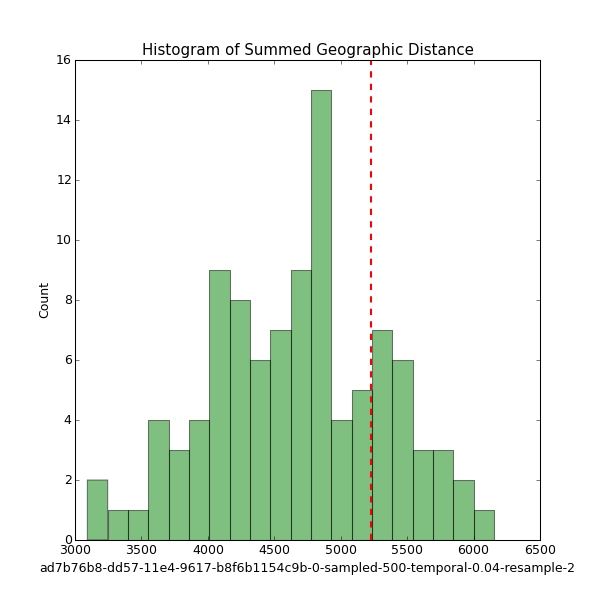 Histogram of Summed Geographic Distance
16
14
12
10
8
6
4
2
0
Count
3000 3500 4000 4500 5000 5500 6000 6500
ad7b76b8-dd57-11e4-9617-b8f6b1154c9b-0-sampled-500-temporal-0.04-resample-2